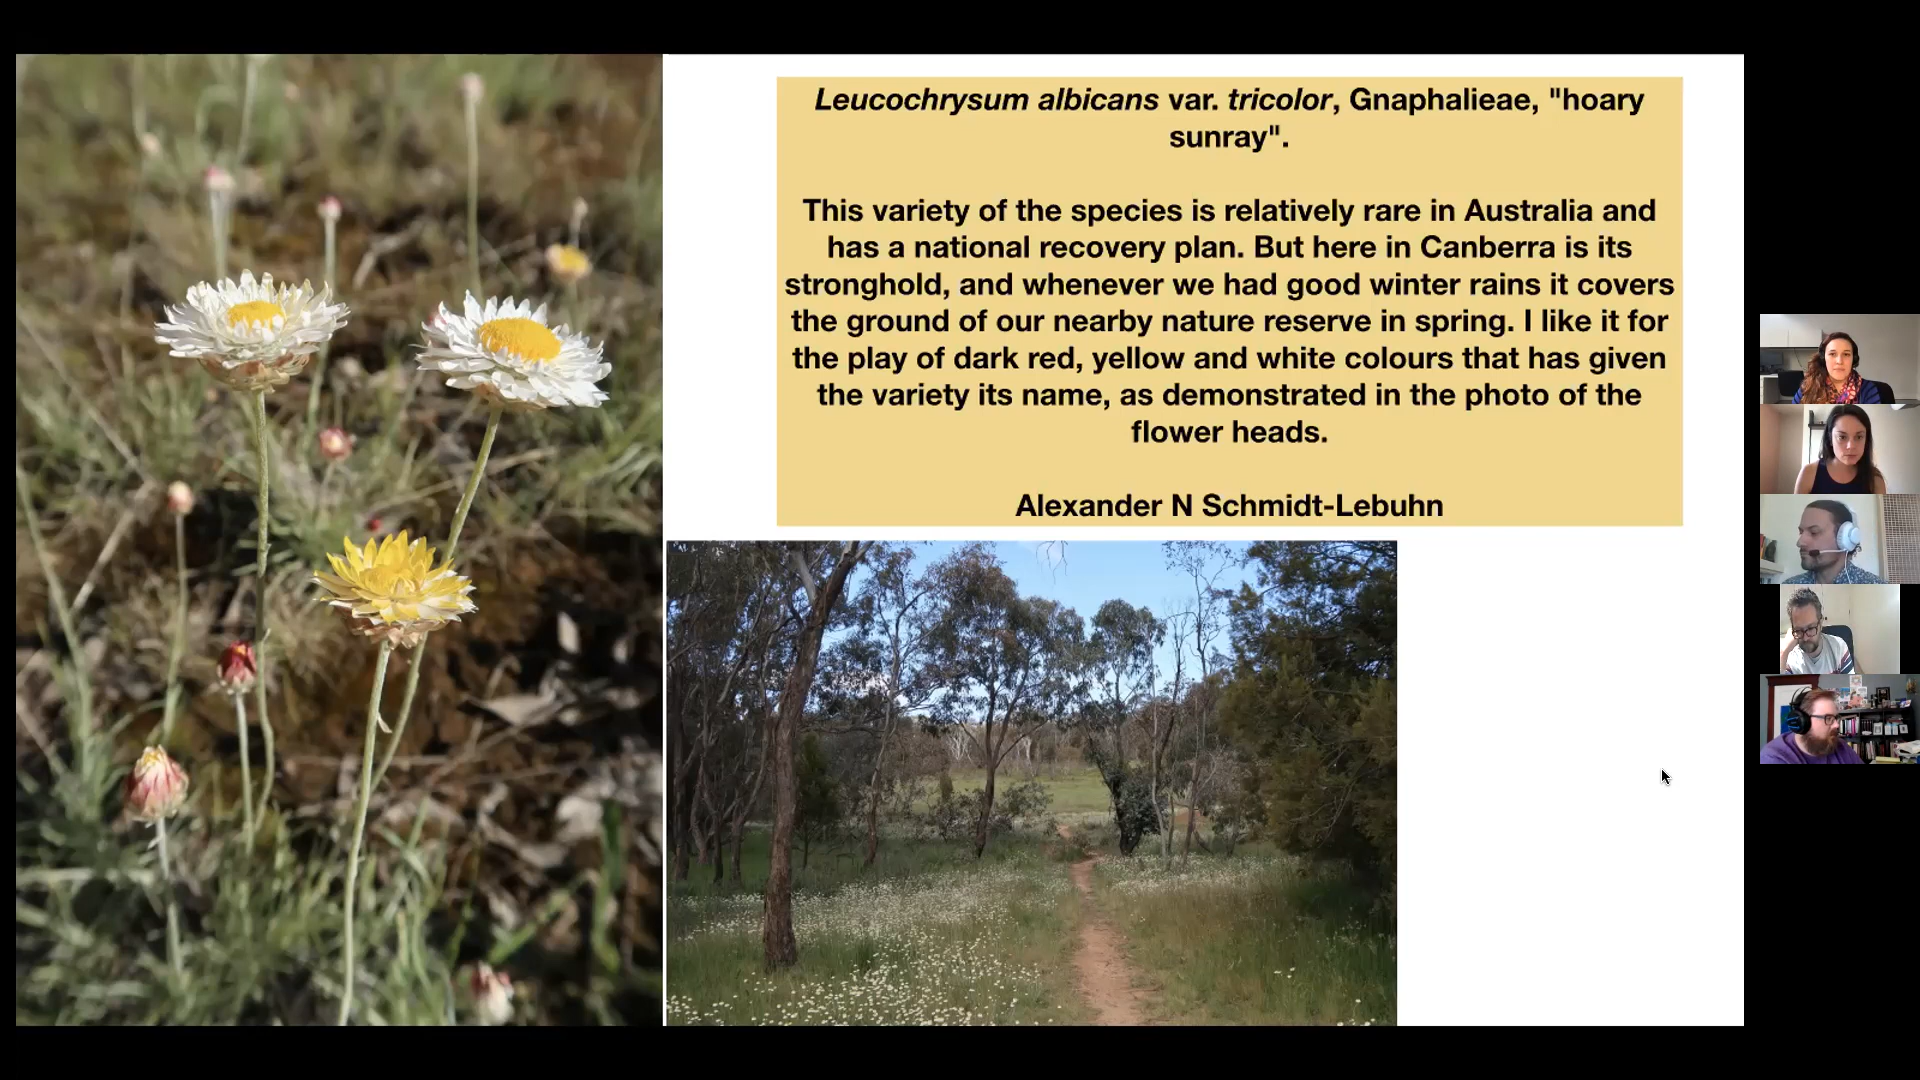 Leucochrysum albicans var. tricolor, Gnaphalieae, "hoary
sunray".
This variety of the species is relatively rare in Australia and
has a national recovery plan. But here in Canberra is its
stronghold, and whenever we had good winter rains it covers
the ground of our nearby nature reserve in spring. I like it for
the play of dark red, yellow and white colours that has given
the variety its name, as demonstrated in the photo of the
flower heads.
Alexander N Schmidt-Lebuhn